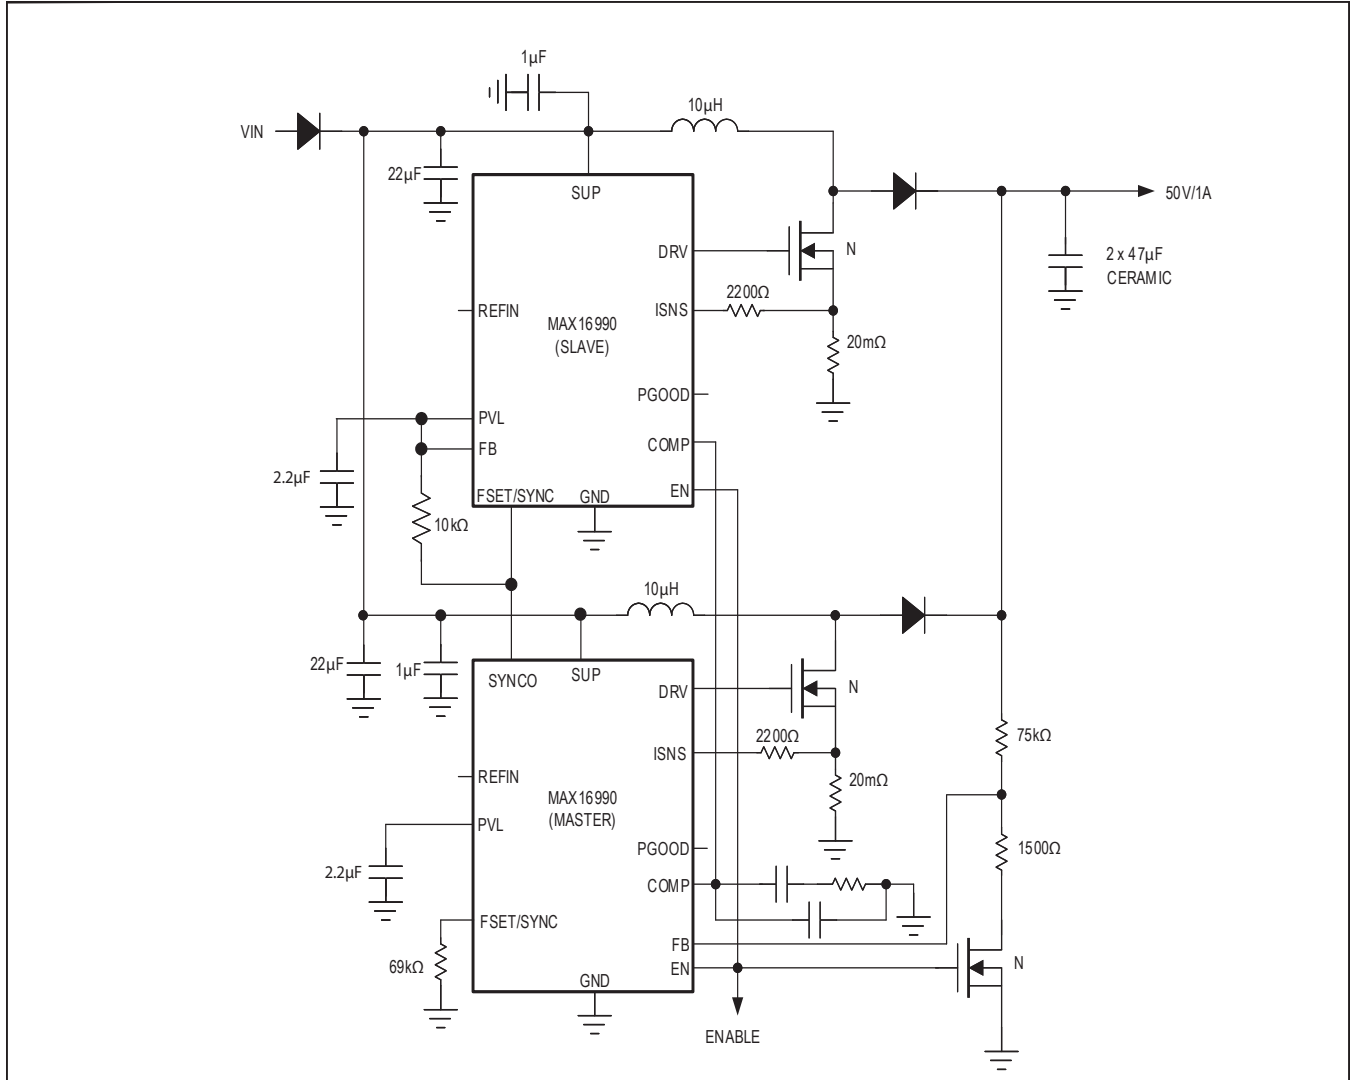 1µF
10µH
VIN
22µF
SUP
50V/1A
DRV
N
2 x 47µF
CERAMIC
2200Ω
REFIN
ISNS
MAX16990
(SLAVE)
20mΩ
PGOOD
PVL
COMP
FB
2.2µF
EN
FSET/SYNC
GND
10kΩ
10µH
22µF
1µF
SYNCO
SUP
DRV
N
2200Ω
75kΩ
ISNS
REFIN
20mΩ
MAX16990
(MASTER)
PVL
PGOOD
1500Ω
2.2µF
COMP
FSET/SYNC
FB
69kΩ
EN
N
GND
ENABLE